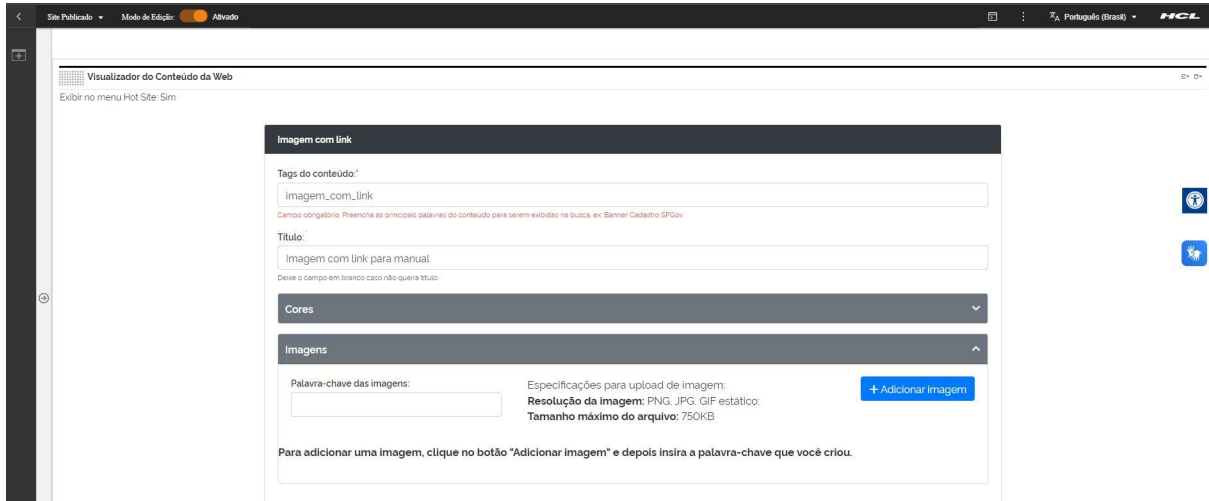 Site Publicado
Modo de Edição: Ativado
Português (Brasil)
HCL
Visualizador do Conteúdo da Web
Exibir no menu Hot Site: Sim
Imagem com link
Tags do conteúdo:*
imagem_com_link
Campo obrigatório. Preencha as principais palavras do conteúdo para serem exibidas na busca. ex: Banner Cadastro SPGov
Título:
Imagem com link para manual
Deixe o campo em branco caso não queira título.
Cores
Imagens
Palavra-chave das imagens:
Especificações para upload de imagem:
Resolução da imagem: PNG, JPG, GIF estático;
Tamanho máximo do arquivo: 750KB
+ Adicionar imagem
Para adicionar uma imagem, clique no botão "Adicionar imagem" e depois insira a palavra-chave que você criou.